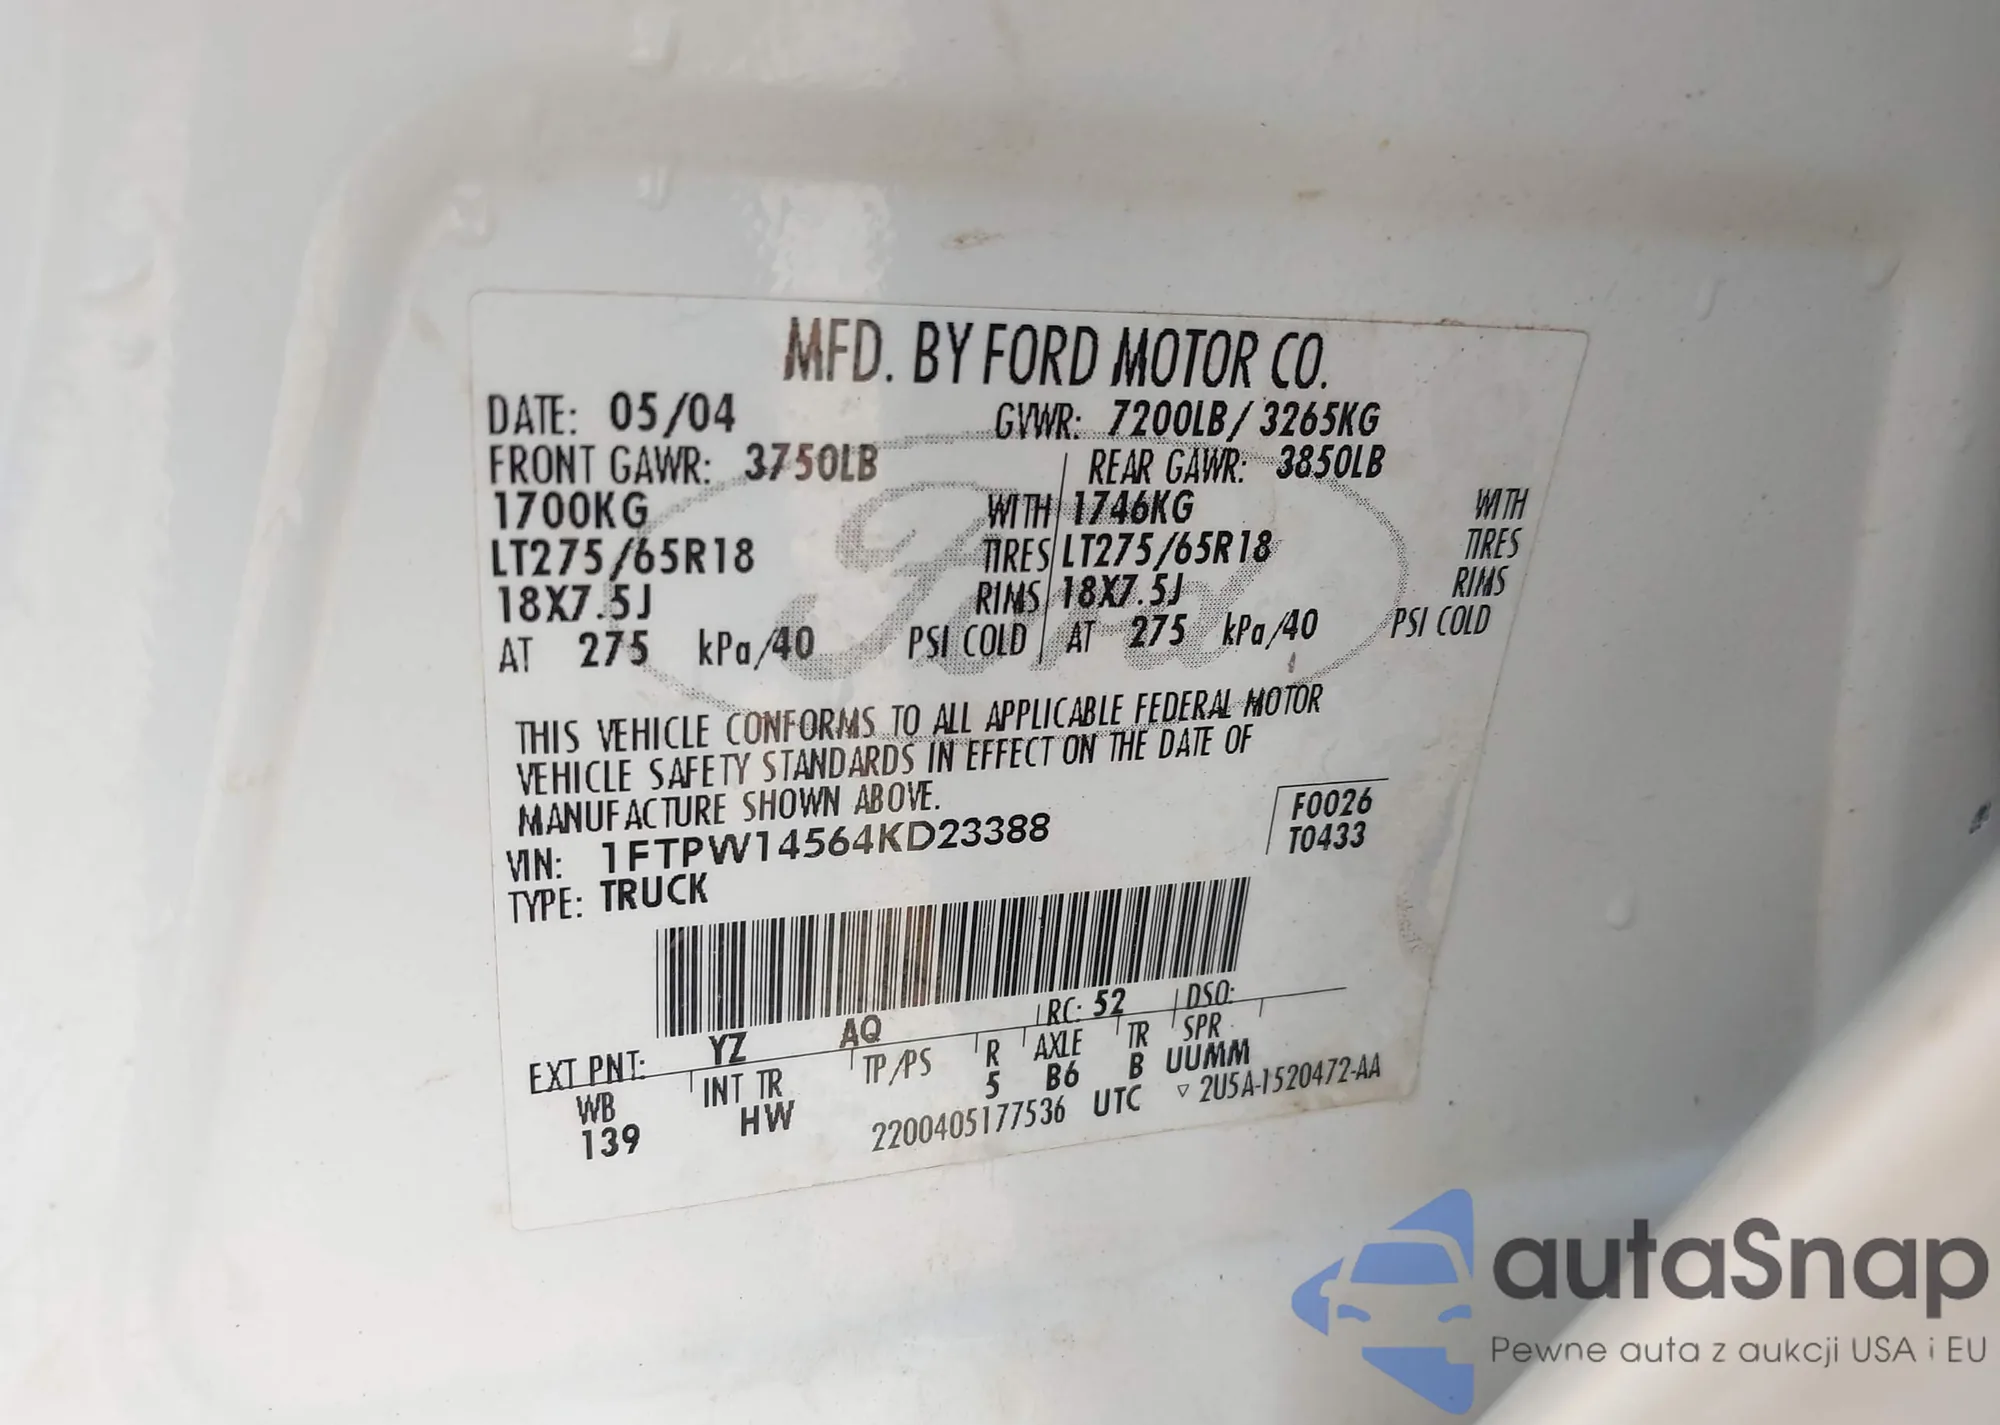 MFD. BY FORD MOTOR CO.
DATE: 05/04 GVWR: 7200LB/ 3265KG
FRONT GAWR: 3750LB REAR GAWR: 3850LB
1700KG WITH 1746KG WITH
LT275/65R18 TIRES LT275/65R18 TIRES
18X7.5J RIMS 18X7.5J RIMS
AT 275 kPa/40 PSI COLD AT 275 kPa/40 PSI COLD
Ford
THIS VEHICLE CONFORMS TO ALL APPLICABLE FEDERAL MOTOR
VEHICLE SAFETY STANDARDS IN EFFECT ON THE DATE OF
MANUFACTURE SHOWN ABOVE.
F0026
VIN: 1FTPW14564KD23388 T0433
TYPE: TRUCK
EXT PNT: YZ AQ RC: 52 DSO:
WB INT TR TP/PS R AXLE TR SPR
139 HW 5 B6 B UUMM
2200405177536 UTC ▽ 2U5A-1520472-AA
autaSnap
Pewne auta z aukcji USA i EU